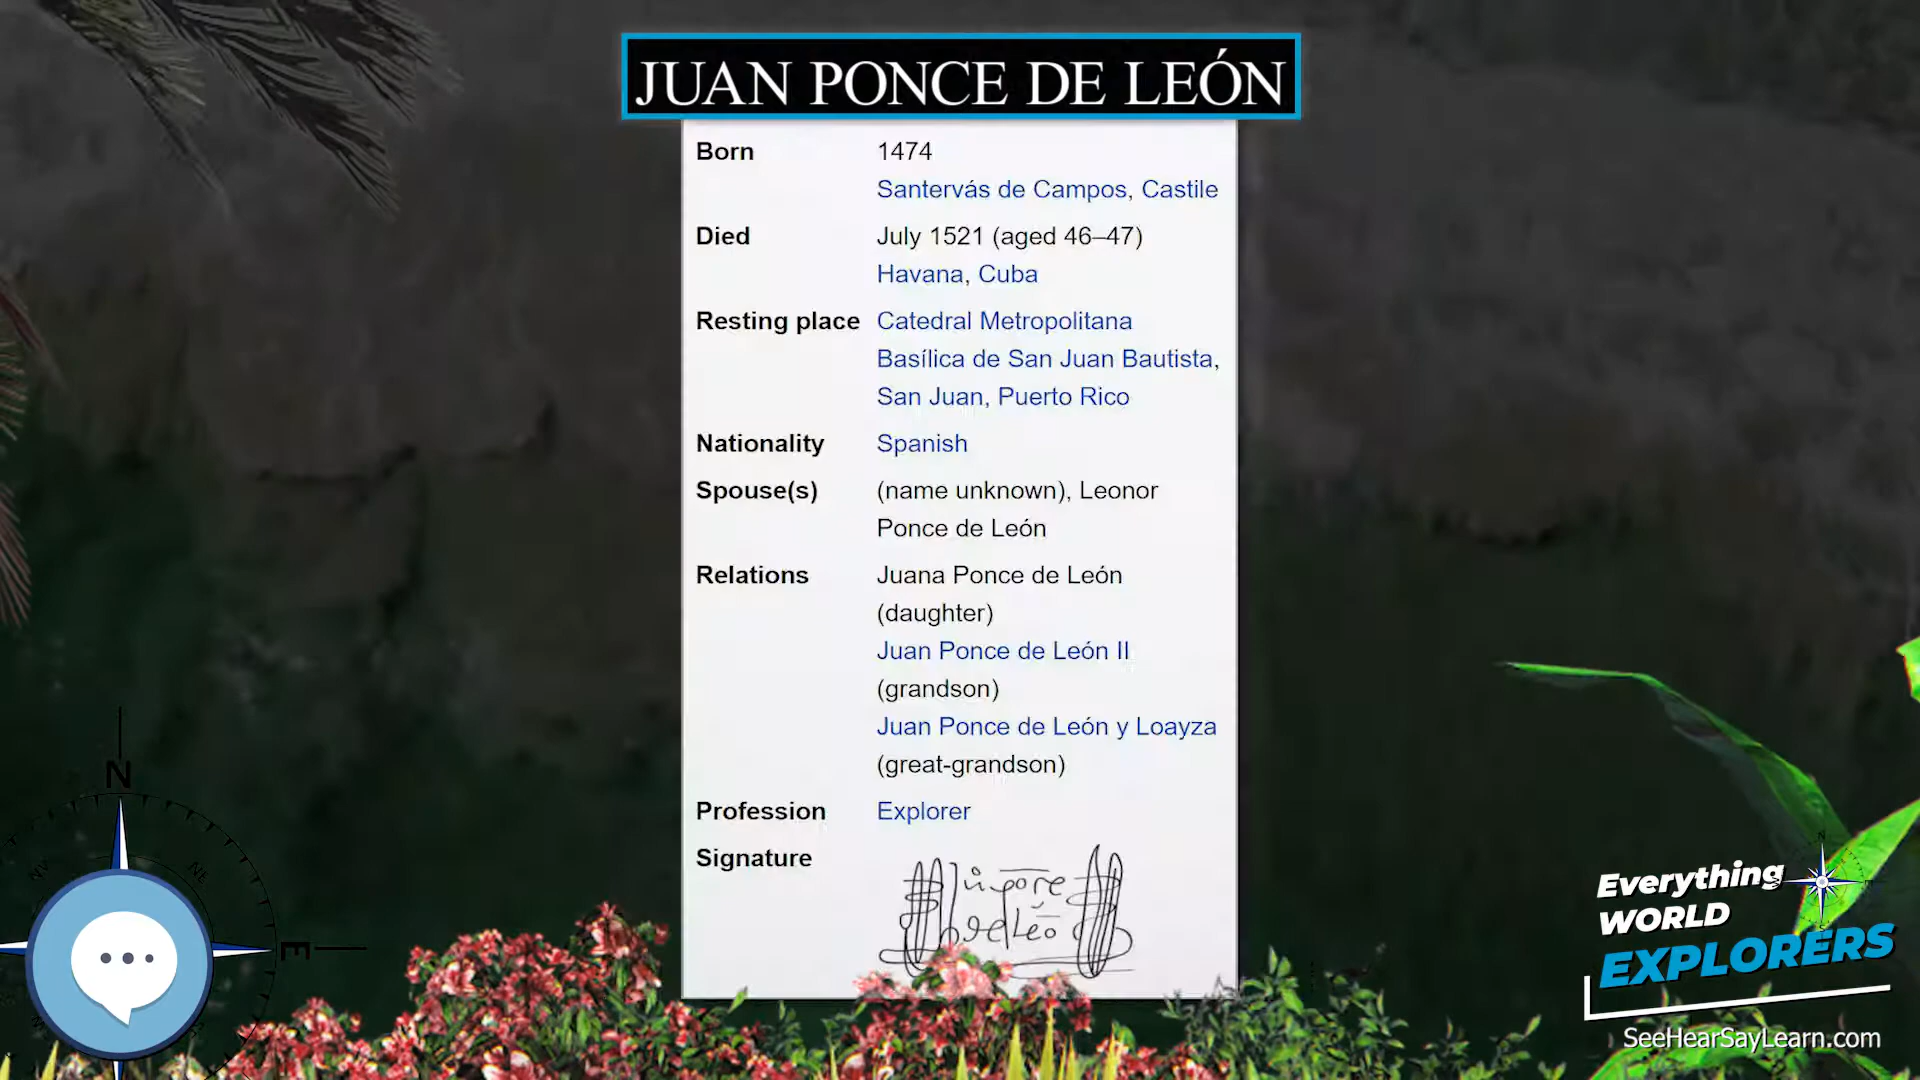 JUAN PONCE DE LEÓN
Born 1474
Santervás de Campos, Castile
Died July 1521 (aged 46–47)
Havana, Cuba
Resting place Catedral Metropolitana
Basílica de San Juan Bautista,
San Juan, Puerto Rico
Nationality Spanish
Spouse(s) (name unknown), Leonor
Ponce de León
Relations Juana Ponce de León
(daughter)
Juan Ponce de León II
(grandson)
Juan Ponce de León y Loayza
(great-grandson)
Profession Explorer
Signature
de Leõ
N
E
Everything
WORLD
EXPLORERS
SeeHearSayLearn.com